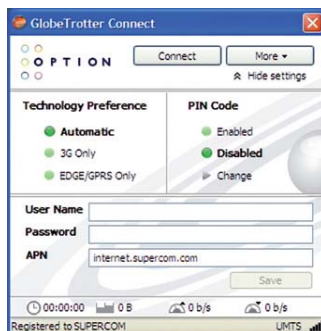 GlobeTrotter Connect
OPTION
Connect
More
Hide settings
Technology Preference
Automatic
3G Only
EDGE/GPRS Only
PIN Code
Enabled
Disabled
Change
User Name
Password
APN
internet.supercom.com
Save
00:00:00 0 B 0 b/s 0 b/s
Registered to SUPERCOM UMTS